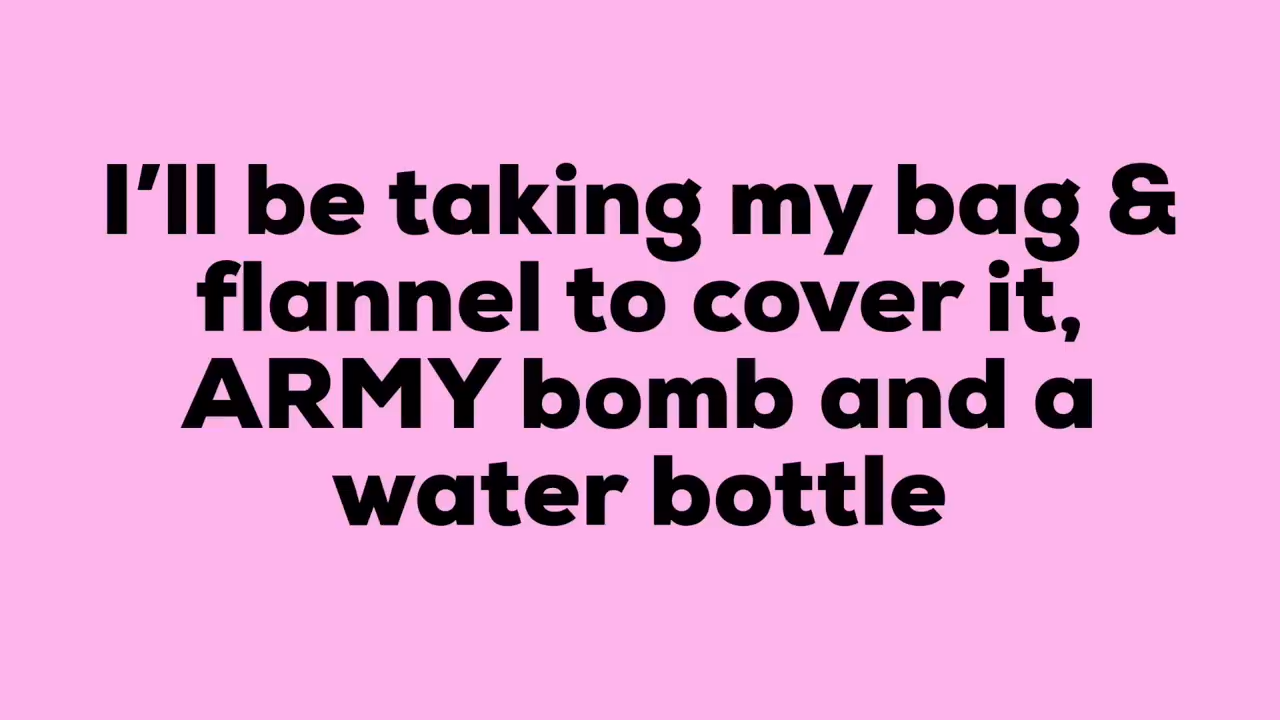 I’ll be taking my bag &
flannel to cover it,
ARMY bomb and a
water bottle